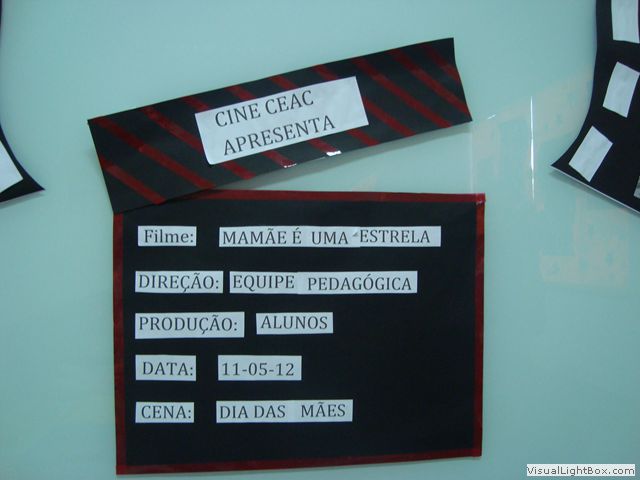 CINE CEAC
APRESENTA
Filme: MAMÃE É UMA ESTRELA
DIREÇÃO: EQUIPE PEDAGÓGICA
PRODUÇÃO: ALUNOS
DATA: 11-05-12
CENA: DIA DAS MÃES
VisualLightBox.com